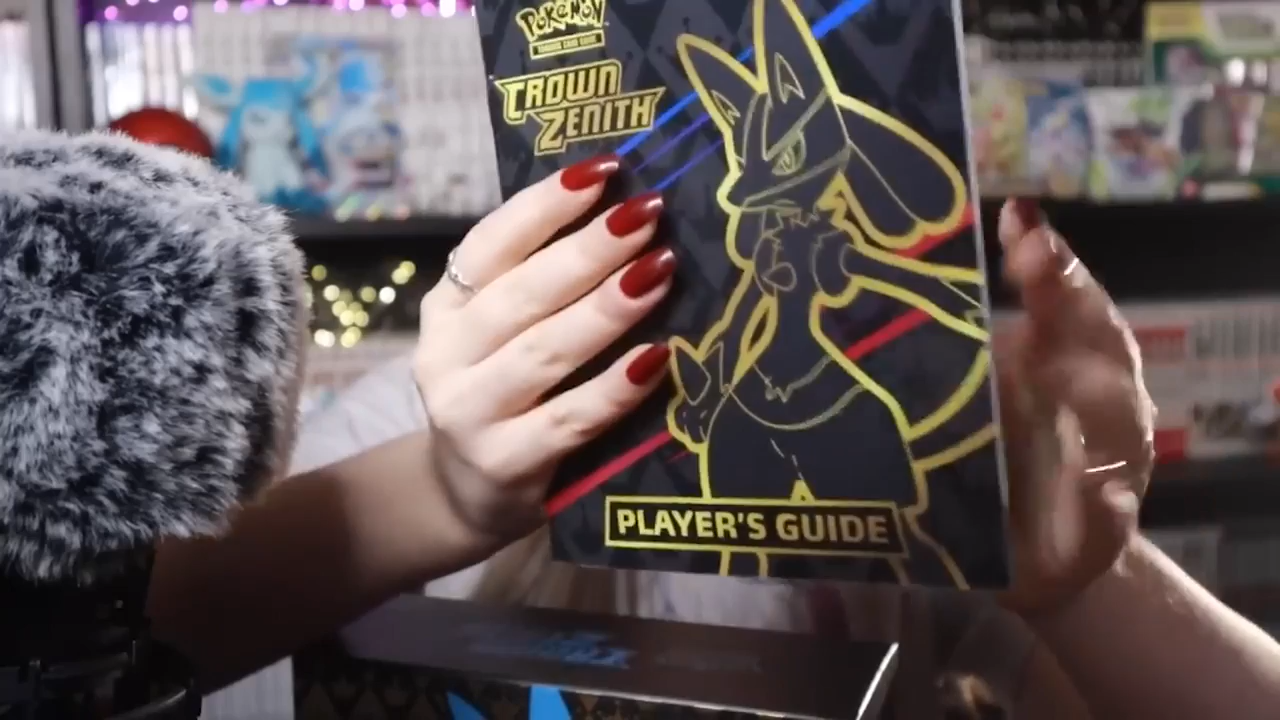 POKéMON
TRADING CARD GAME
CROWN
ZENITH
PLAYER'S GUIDE